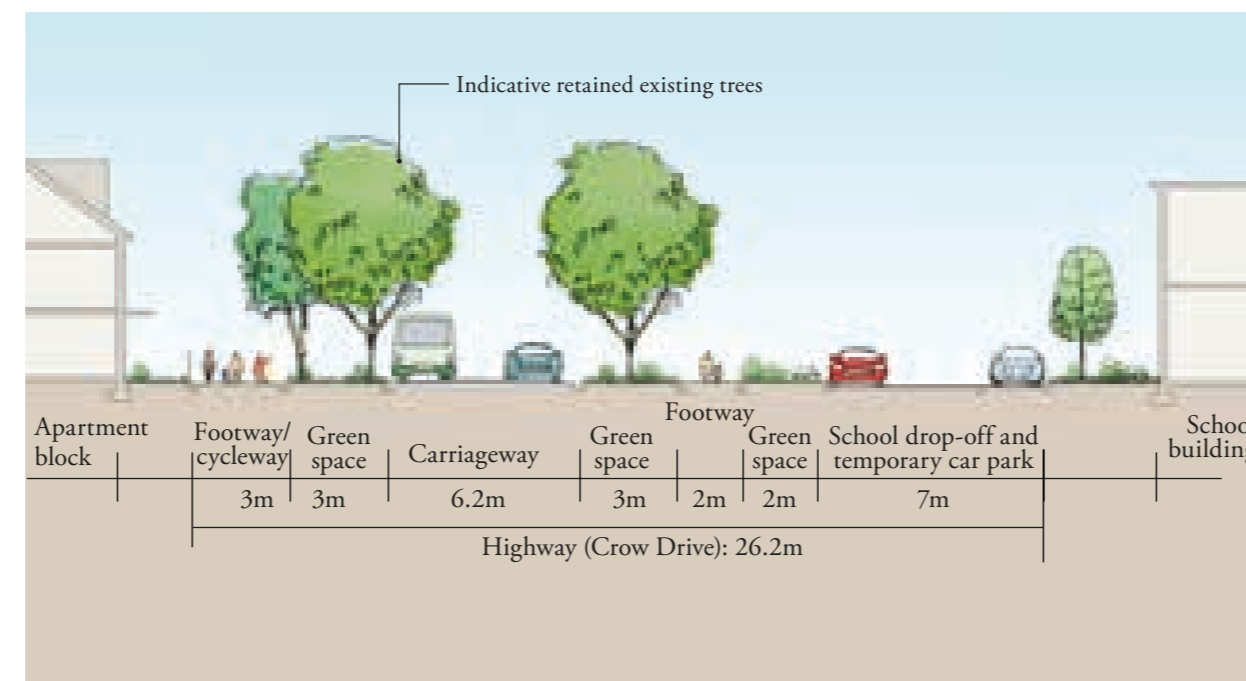 Indicative retained existing trees
Apartment
block
Footway/
cycleway
Green
space
Carriageway
Green
space
Footway
Green
space
School drop-off and
temporary car park
building
3m
3m
6.2m
3m
2m
2m
7m
Highway (Crow Drive): 26.2m